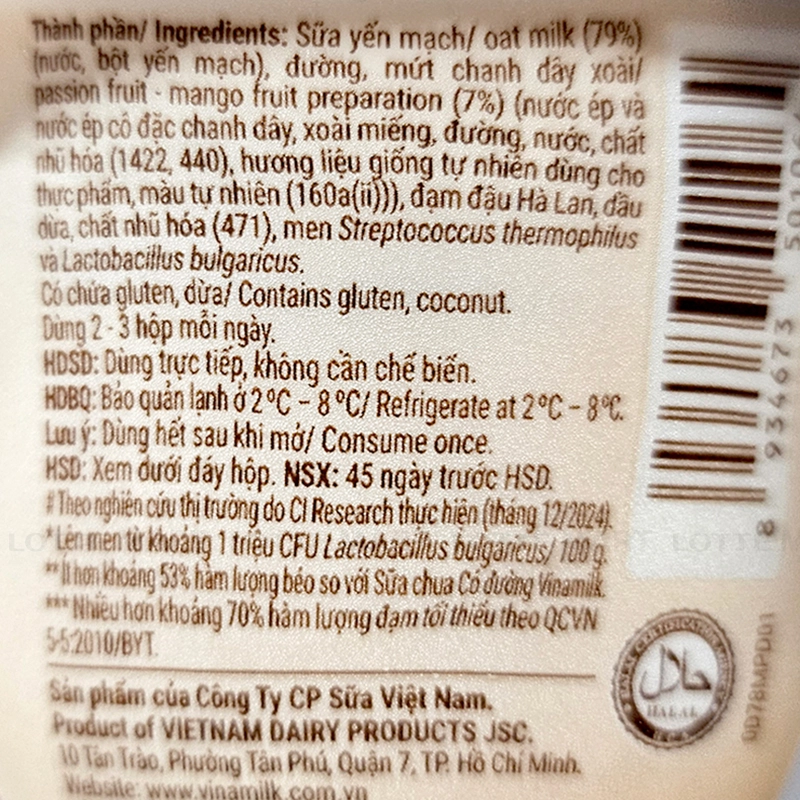 Thành phần/ Ingredients: Sữa yến mạch/ oat milk (79%)
(nước, bột yến mạch), đường, mứt chanh dây xoài/
passion fruit - mango fruit preparation (7%) (nước ép và
nước ép cô đặc chanh dây, xoài miếng, đường, nước, chất
nhũ hóa (1422, 440), hương liệu giống tự nhiên dùng cho
thực phẩm, màu tự nhiên (160a(ii))), đạm đậu Hà Lan, dầu
dừa, chất nhũ hóa (471), men Streptococcus thermophilus
và Lactobacillus bulgaricus.
Có chứa gluten, dừa/ Contains gluten, coconut.
Dùng 2 - 3 hộp mỗi ngày.
HDSD: Dùng trực tiếp, không cần chế biến.
HDBQ: Bảo quản lạnh ở 2°C - 8°C/ Refrigerate at 2°C - 8°C.
Lưu ý: Dùng hết sau khi mở/ Consume once.
HSD: Xem dưới đáy hộp. NSX: 45 ngày trước HSD.
# Theo nghiên cứu thị trường do CI Research thực hiện (tháng 12/2024).
* Lên men từ khoảng 1 triệu CFU Lactobacillus bulgaricus/ 100 g.
** Ít hơn khoảng 53% hàm lượng béo so với Sữa chua Có đường Vinamilk.
*** Nhiều hơn khoảng 70% hàm lượng đạm tối thiểu theo QCVN
5-5:2010/BYT.
Sản phẩm của Công Ty CP Sữa Việt Nam.
Product of VIETNAM DAIRY PRODUCTS JSC.
10 Tân Trào, Phường Tân Phú, Quận 7, TP. Hồ Chí Minh.
Website: www.vinamilk.com.vn
8 934673 501064
حلال
HALAL